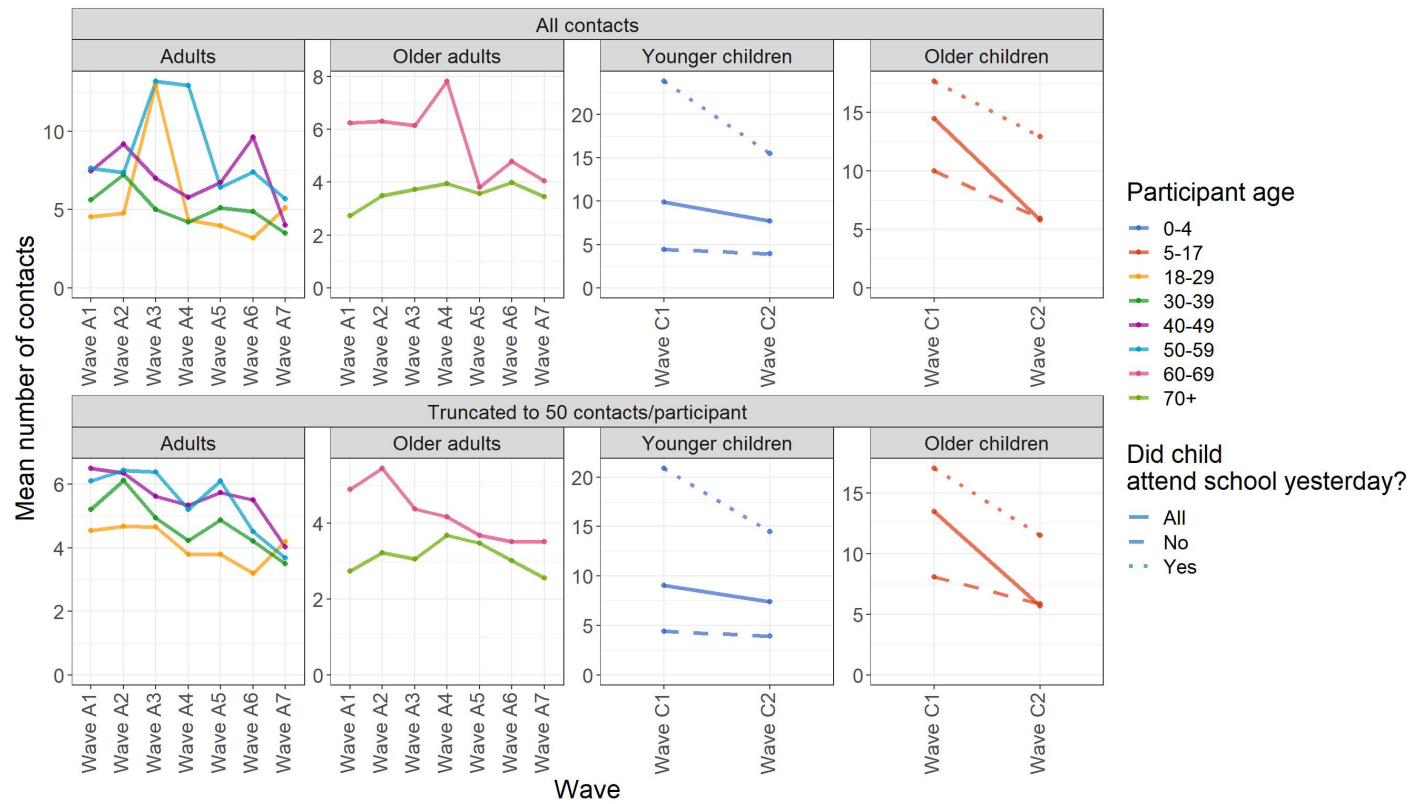 All contacts
Adults
Older adults
Younger children
Older children
10
5
0
8
6
4
2
0
20
15
10
5
0
15
10
5
0
Wave A1
Wave A2
Wave A3
Wave A4
Wave A5
Wave A6
Wave A7
Wave A1
Wave A2
Wave A3
Wave A4
Wave A5
Wave A6
Wave A7
Wave C1
Wave C2
Wave C1
Wave C2
Mean number of contacts
Truncated to 50 contacts/participant
Adults
Older adults
Younger children
Older children
6
4
2
0
4
2
0
20
15
10
5
0
15
10
5
0
Wave A1
Wave A2
Wave A3
Wave A4
Wave A5
Wave A6
Wave A7
Wave A1
Wave A2
Wave A3
Wave A4
Wave A5
Wave A6
Wave A7
Wave C1
Wave C2
Wave C1
Wave C2
Wave
Participant age
0-4
5-17
18-29
30-39
40-49
50-59
60-69
70+
Did child
attend school yesterday?
All
No
Yes